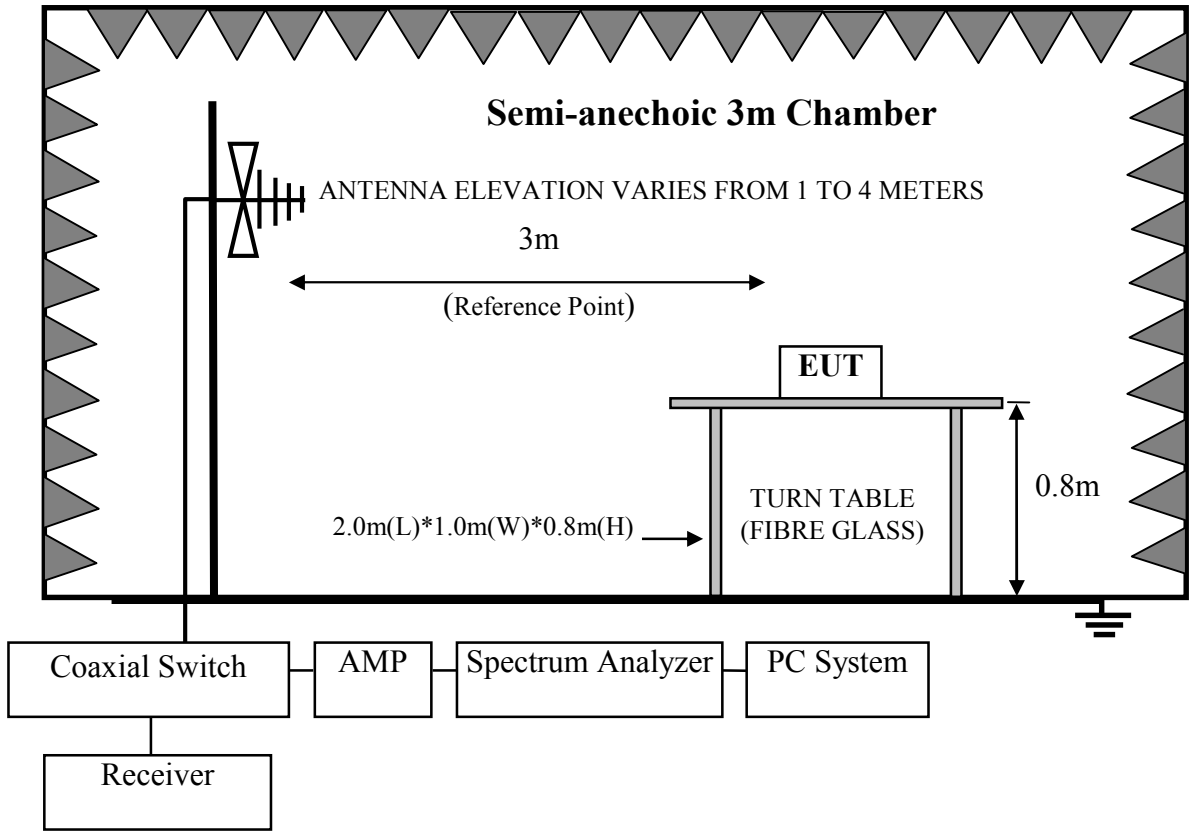 Semi-anechoic 3m Chamber
ANTENNA ELEVATION VARIES FROM 1 TO 4 METERS
3m
(Reference Point)
EUT
0.8m
TURN TABLE
(FIBRE GLASS)
2.0m(L)*1.0m(W)*0.8m(H)
Coaxial Switch
AMP
Spectrum Analyzer
PC System
Receiver